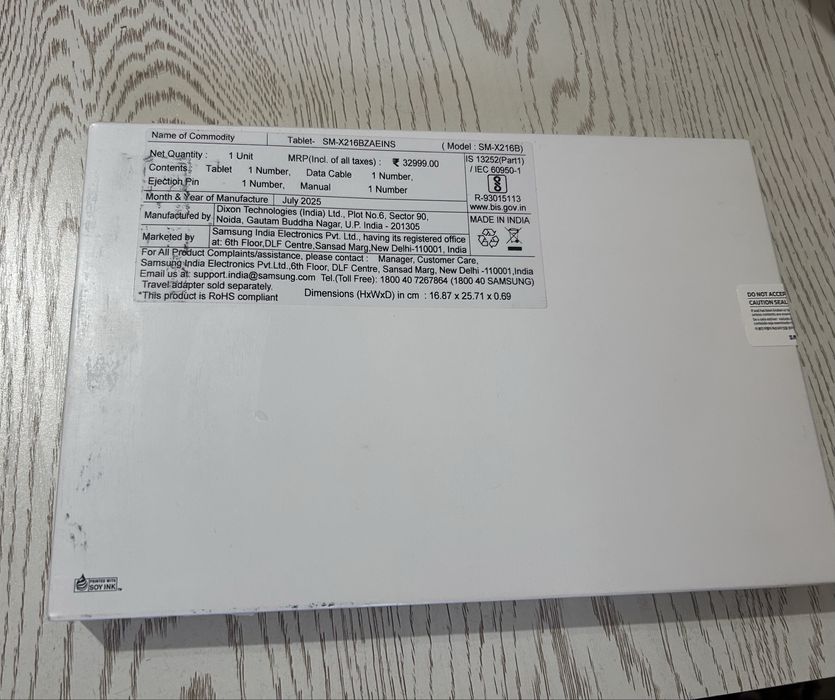 Name of Commodity Tablet- SM-X216BZAEINS ( Model : SM-X216B)
Net Quantity : 1 Unit MRP(Incl. of all taxes) : ₹ 32999.00
Contents: Tablet 1 Number, Data Cable 1 Number,
Ejection Pin 1 Number, Manual 1 Number
IS 13252(Part1)
/ IEC 60950-1
R-93015113
www.bis.gov.in
MADE IN INDIA
Month & Year of Manufacture July 2025
Manufactured by Dixon Technologies (India) Ltd., Plot No.6, Sector 90,
Noida, Gautam Buddha Nagar, U.P. India - 201305
Marketed by Samsung India Electronics Pvt. Ltd., having its registered office
at: 6th Floor,DLF Centre,Sansad Marg,New Delhi-110001, India
For All Product Complaints/assistance, please contact : Manager, Customer Care,
Samsung India Electronics Pvt.Ltd.,6th Floor, DLF Centre, Sansad Marg, New Delhi -110001,India
Email us at: support.india@samsung.com Tel.(Toll Free): 1800 40 7267864 (1800 40 SAMSUNG)
Travel adapter sold separately.
*This product is RoHS compliant Dimensions (HxWxD) in cm : 16.87 x 25.71 x 0.69
DO NOT ACCEP
CAUTION SEAL
PRINTED WITH
SOY INK